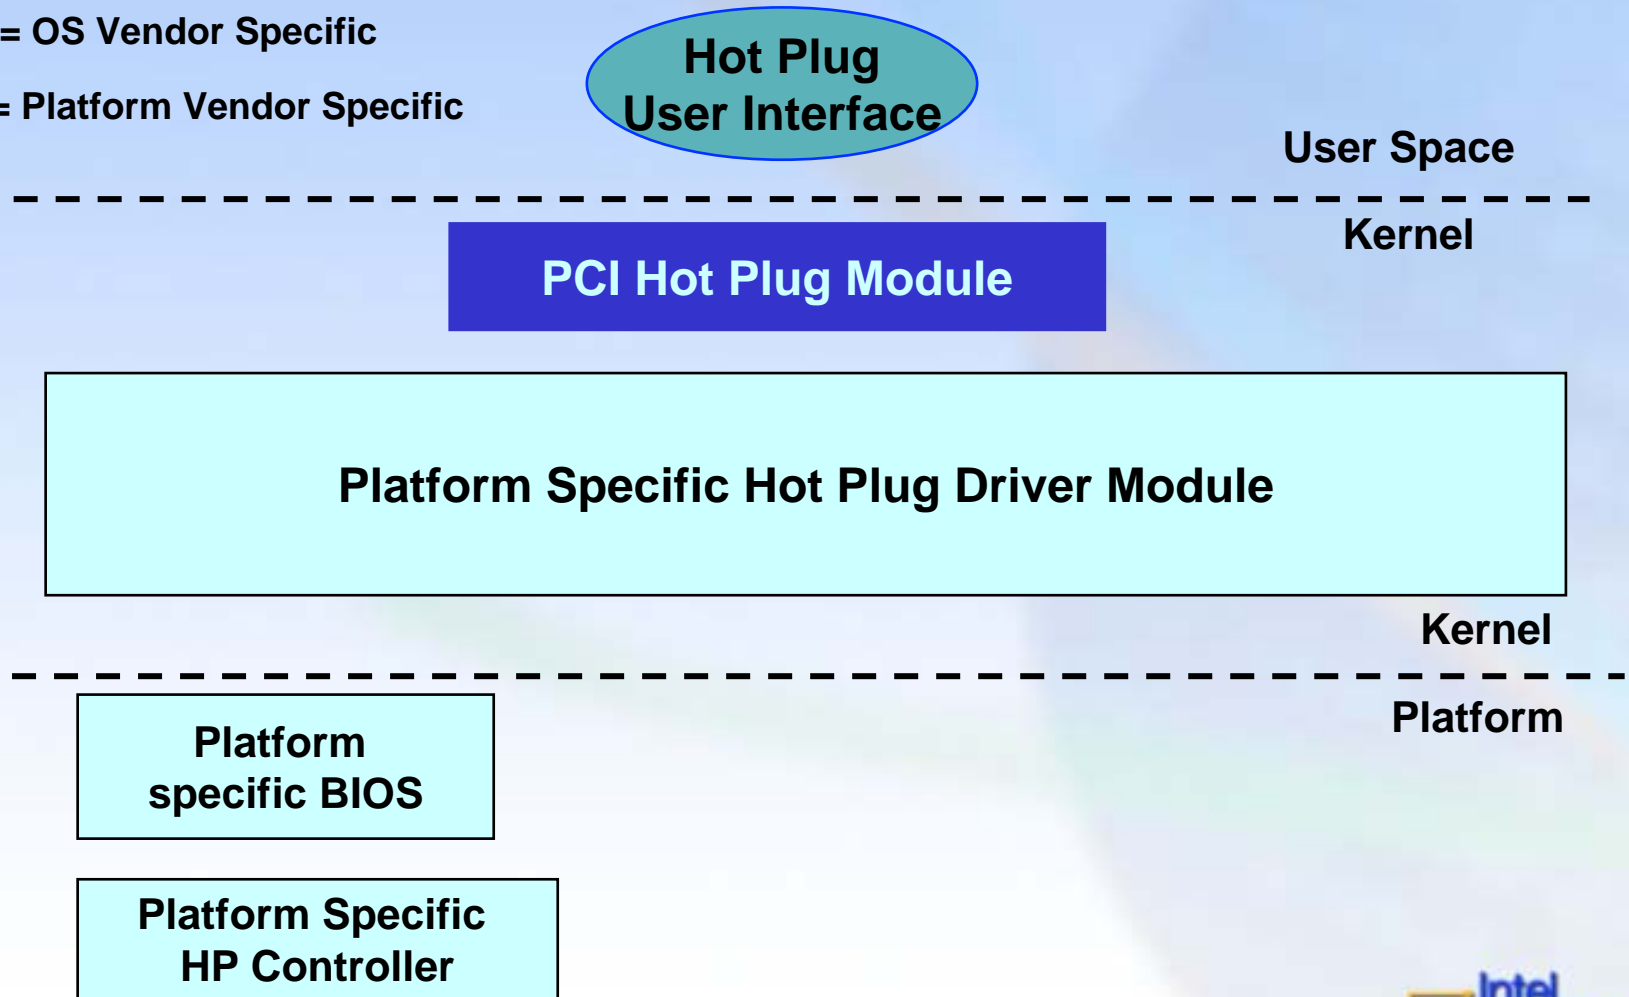 = OS Vendor Specific
= Platform Vendor Specific
Hot Plug
User Interface
User Space
Kernel
PCI Hot Plug Module
Platform Specific Hot Plug Driver Module
Kernel
Platform
Platform
specific BIOS
Platform Specific
HP Controller
Intel